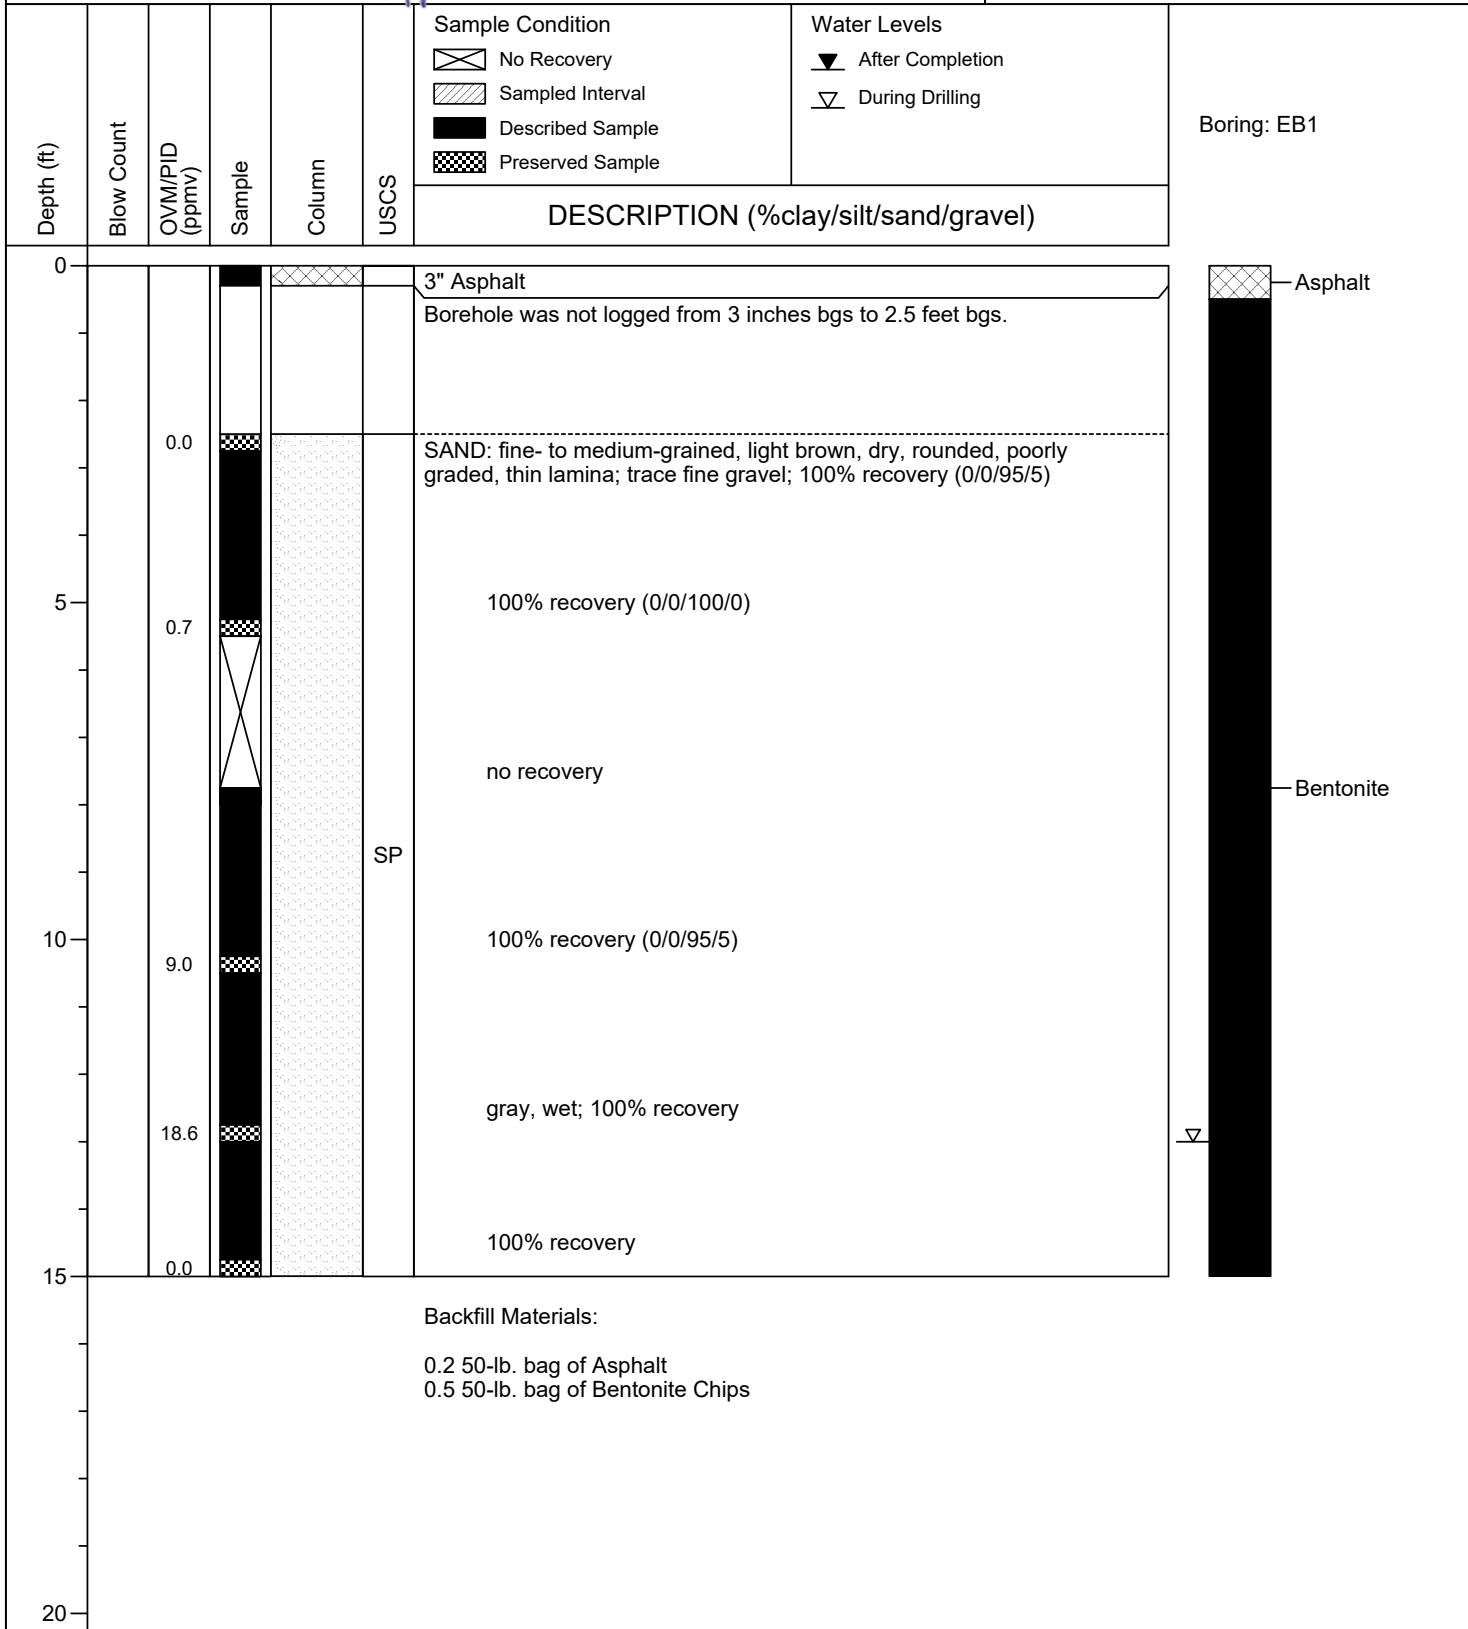 Sample Condition
No Recovery
Sampled Interval
Described Sample
Preserved Sample
Water Levels
After Completion
During Drilling
Boring: EB1
Depth (ft)
Blow Count
OVM/PID
(ppmv)
Sample
Column
USCS
DESCRIPTION (%clay/silt/sand/gravel)
0
3" Asphalt
Asphalt
Borehole was not logged from 3 inches bgs to 2.5 feet bgs.
0.0
SAND: fine- to medium-grained, light brown, dry, rounded, poorly
graded, thin lamina; trace fine gravel; 100% recovery (0/0/95/5)
5
100% recovery (0/0/100/0)
0.7
no recovery
Bentonite
SP
10
100% recovery (0/0/95/5)
9.0
gray, wet; 100% recovery
18.6
100% recovery
0.0
15
Backfill Materials:
0.2 50-lb. bag of Asphalt
0.5 50-lb. bag of Bentonite Chips
20